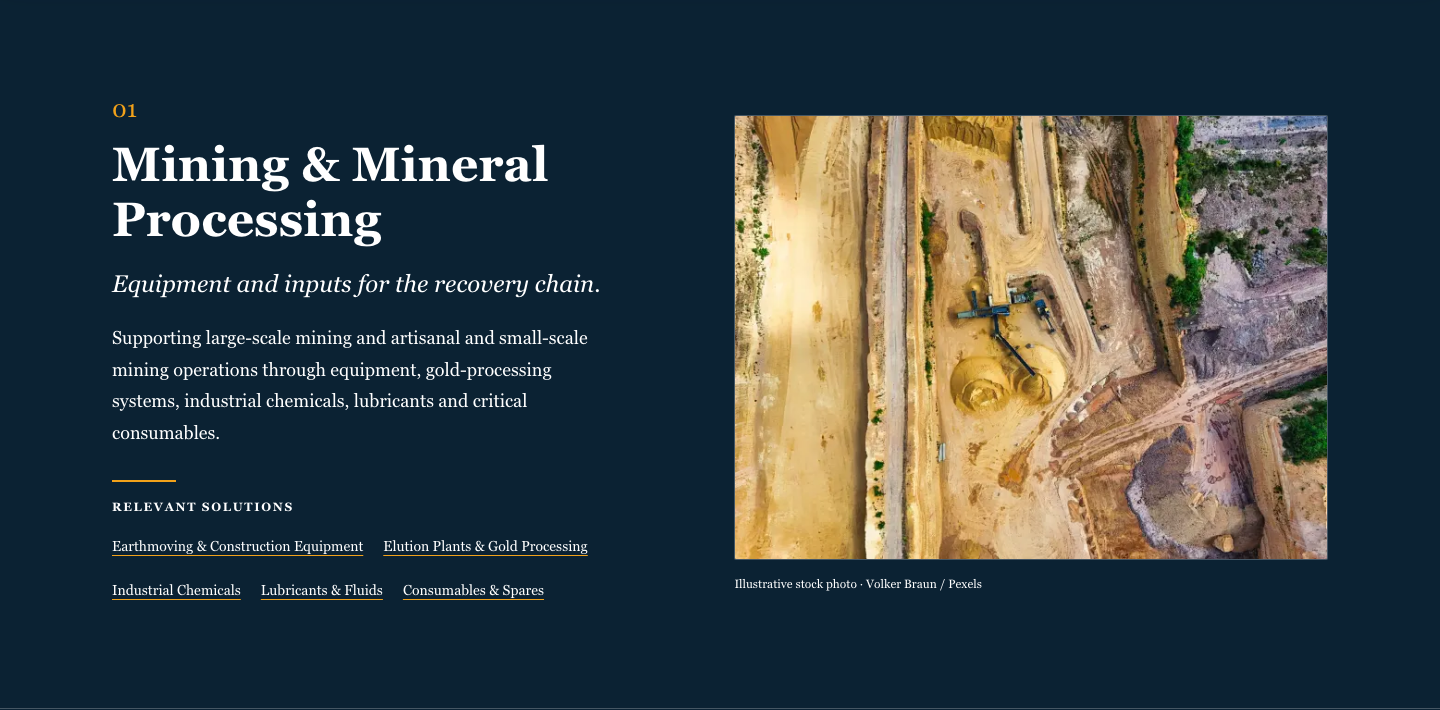 01
Mining & Mineral
Processing
Equipment and inputs for the recovery chain.
Supporting large-scale mining and artisanal and small-scale
mining operations through equipment, gold-processing
systems, industrial chemicals, lubricants and critical
consumables.
RELEVANT SOLUTIONS
Earthmoving & Construction Equipment Elution Plants & Gold Processing
Industrial Chemicals Lubricants & Fluids Consumables & Spares
Illustrative stock photo · Volker Braun / Pexels